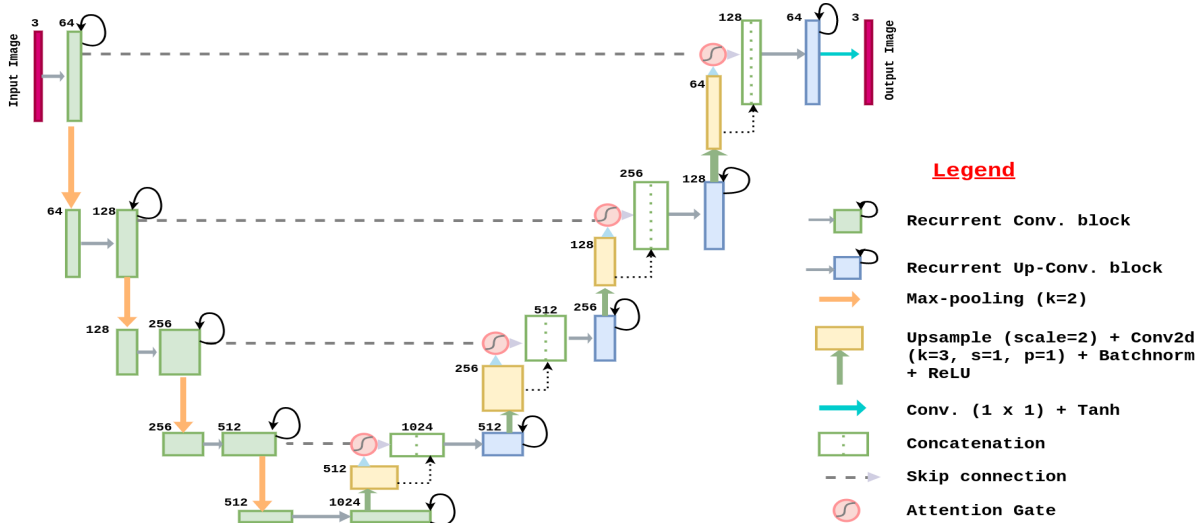 3
64
Input Image
128
64
3
Output Image
64
64
128
256
128
Legend
128
Recurrent Conv. block
Recurrent Up-Conv. block
Max-pooling (k=2)
128
256
512
256
Upsample (scale=2) + Conv2d
(k=3, s=1, p=1) + Batchnorm
+ ReLU
256
Conv. (1 x 1) + Tanh
256
512
1024
512
Concatenation
512
Skip connection
512
1024
Attention Gate